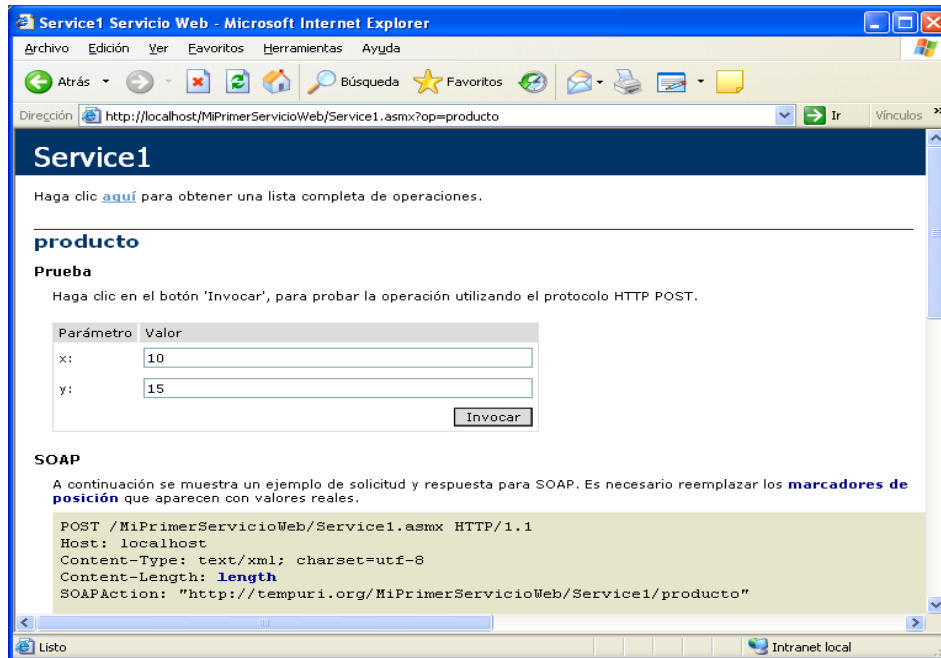 Service1 Servicio Web - Microsoft Internet Explorer
Archivo Edición Ver Favoritos Herramientas Ayuda
Atrás Búsqueda Favoritos
Dirección http://localhost/MiPrimerServicioWeb/Service1.asmx?op=producto Ir Vínculos »
Service1
Haga clic aquí para obtener una lista completa de operaciones.
producto
Prueba
Haga clic en el botón 'Invocar', para probar la operación utilizando el protocolo HTTP POST.
Parámetro Valor
x: 10
y: 15
Invocar
SOAP
A continuación se muestra un ejemplo de solicitud y respuesta para SOAP. Es necesario reemplazar los marcadores de
posición que aparecen con valores reales.
POST /MiPrimerServicioWeb/Service1.asmx HTTP/1.1
Host: localhost
Content-Type: text/xml; charset=utf-8
Content-Length: length
SOAPAction: "http://tempuri.org/MiPrimerServicioWeb/Service1/producto"
Listo Intranet local